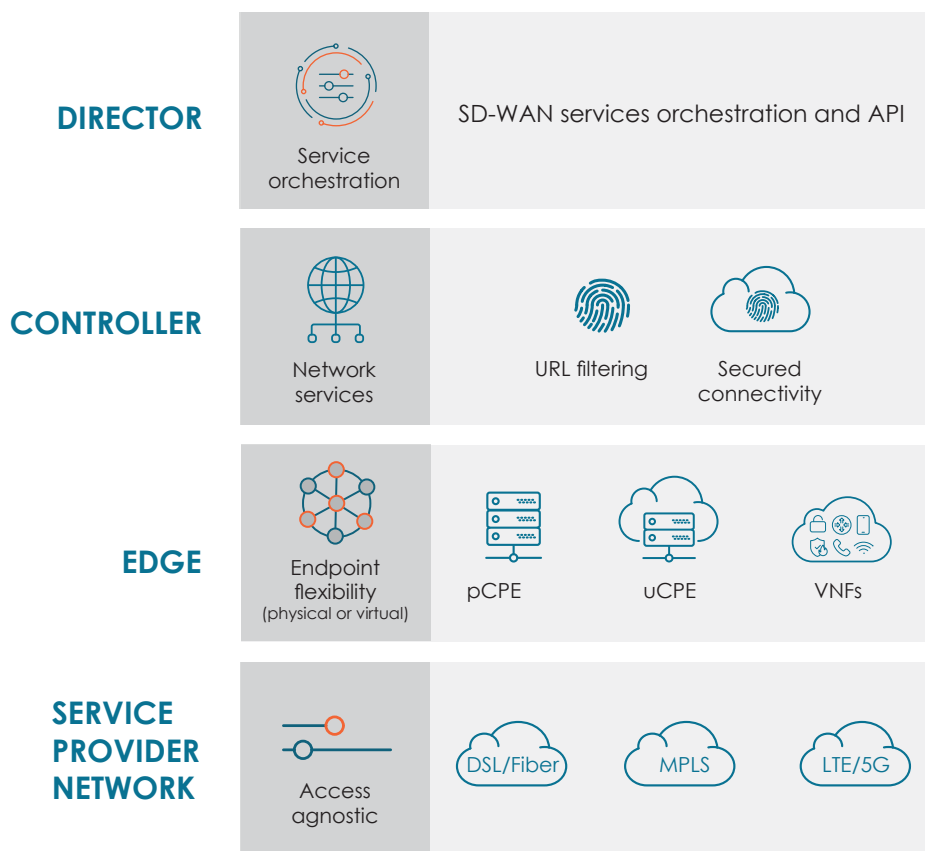 DIRECTOR
Service
orchestration
SD-WAN services orchestration and API
CONTROLLER
Network
services
URL filtering
Secured
connectivity
EDGE
Endpoint
flexibility
(physical or virtual)
pCPE
uCPE
VNFs
SERVICE
PROVIDER
NETWORK
Access
agnostic
DSL/Fiber
MPLS
LTE/5G